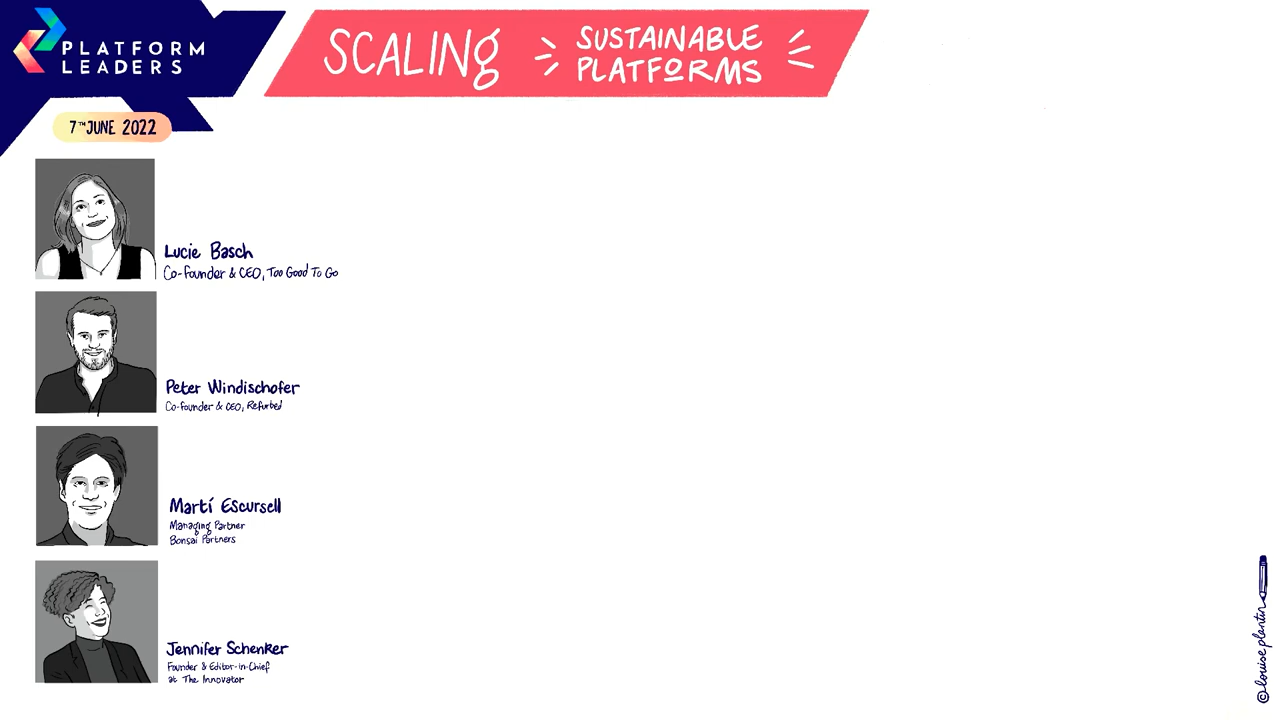 PLATFORM
LEADERS
SCALING
SUSTAINABLE
PLATFORMS
7TH JUNE 2022
Lucie Basch
Co-founder & CEO, Too Good To Go
Peter Windischofer
Co-founder & CEO, Refurbed
Martí Escursell
Managing Partner
Bonsai Partners
Jennifer Schenker
Founder & Editor-in-Chief
at The Innovator
©louise plantin